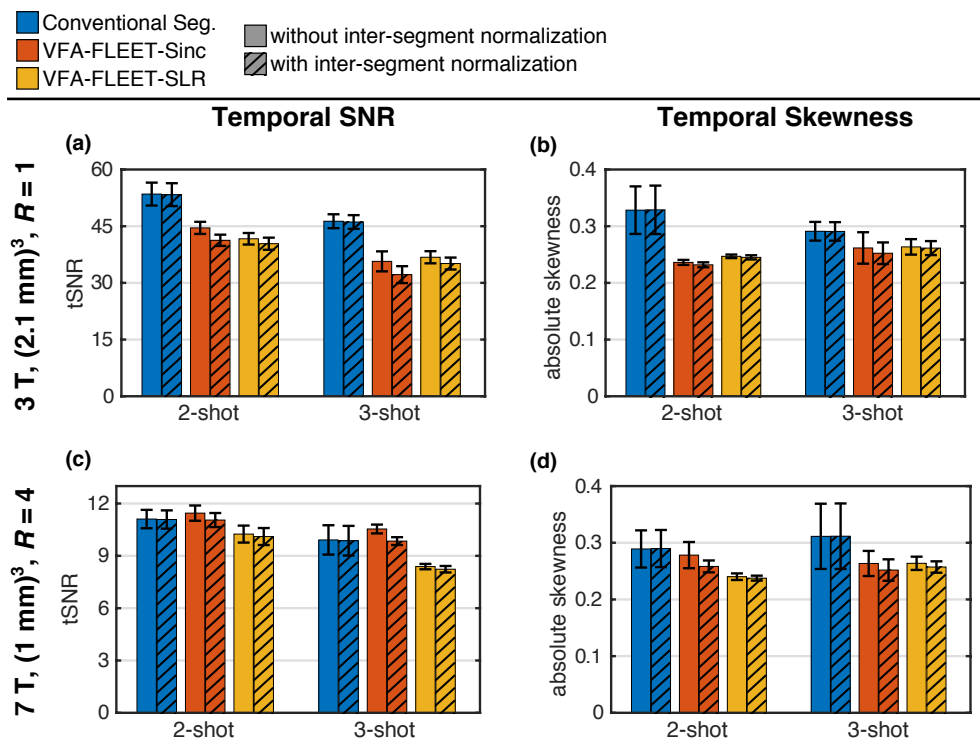 Conventional Seg.
VFA-FLEET-Sinc
VFA-FLEET-SLR
without inter-segment normalization
with inter-segment normalization
Temporal SNR
Temporal Skewness
3 T, (2.1 mm)³, R = 1
(a)
60
45
30
15
0
tSNR
2-shot
3-shot
(b)
0.4
0.3
0.2
0.1
0
absolute skewness
2-shot
3-shot
7 T, (1 mm)³, R = 4
(c)
12
9
6
3
0
tSNR
2-shot
3-shot
(d)
0.4
0.3
0.2
0.1
0
absolute skewness
2-shot
3-shot